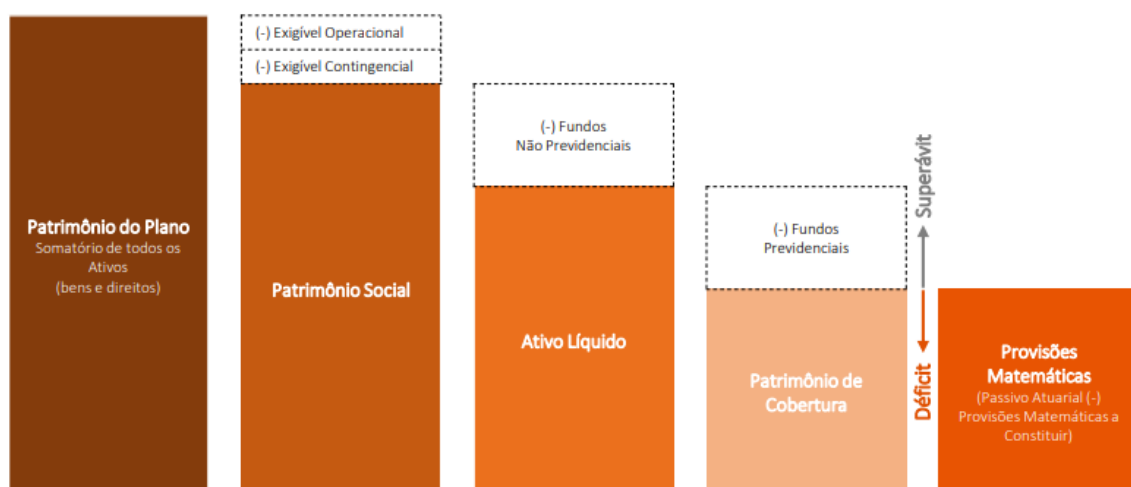 Patrimônio do Plano
Somatório de todos os
Ativos
(bens e direitos)
(-) Exigível Operacional
(-) Exigível Contingencial
Patrimônio Social
(-) Fundos
Não Previdenciais
Ativo Líquido
(-) Fundos
Previdenciais
Patrimônio de
Cobertura
Superávit
Déficit
Provisões
Matemáticas
(Passivo Atuarial (-)
Provisões Matemáticas a
Constituir)